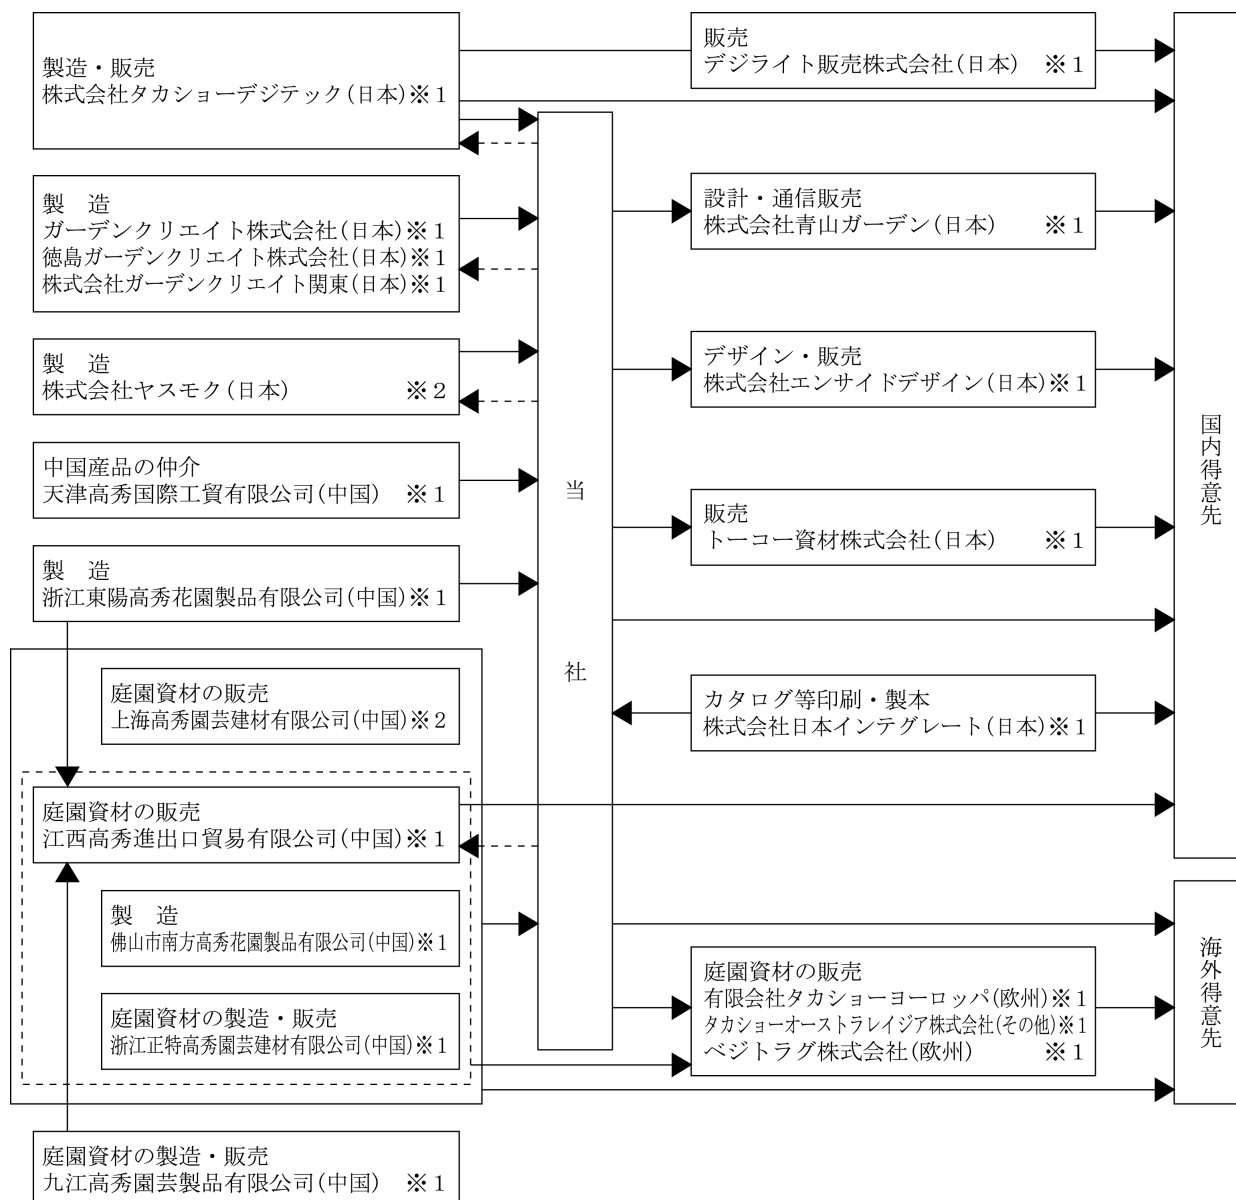 製造・販売
株式会社タカショーデジテック(日本)※1
製　造
ガーデンクリエイト株式会社(日本)※1
徳島ガーデンクリエイト株式会社(日本)※1
株式会社ガーデンクリエイト関東(日本)※1
製　造
株式会社ヤスモク(日本)　※2
中国産品の仲介
天津高秀国際工貿有限公司(中国)　※1
製　造
浙江東陽高秀花園製品有限公司(中国)※1
庭園資材の販売
上海高秀園芸建材有限公司(中国)※2
庭園資材の販売
江西高秀進出口貿易有限公司(中国)※1
製　造
佛山市南方高秀花園製品有限公司(中国)※1
庭園資材の製造・販売
浙江正特高秀園芸建材有限公司(中国)※1
庭園資材の製造・販売
九江高秀園芸製品有限公司(中国)　※1
当社
販売
デジライト販売株式会社(日本)　※1
設計・通信販売
株式会社青山ガーデン(日本)　※1
デザイン・販売
株式会社エンサイドデザイン(日本)※1
販売
トーコー資材株式会社(日本)　※1
カタログ等印刷・製本
株式会社日本インテグレート(日本)※1
庭園資材の販売
有限会社タカショーヨーロッパ(欧州)※1
タカショーオーストラレイジア株式会社(その他)※1
ベジトラグ株式会社(欧州)　※1
国内得意先
海外得意先